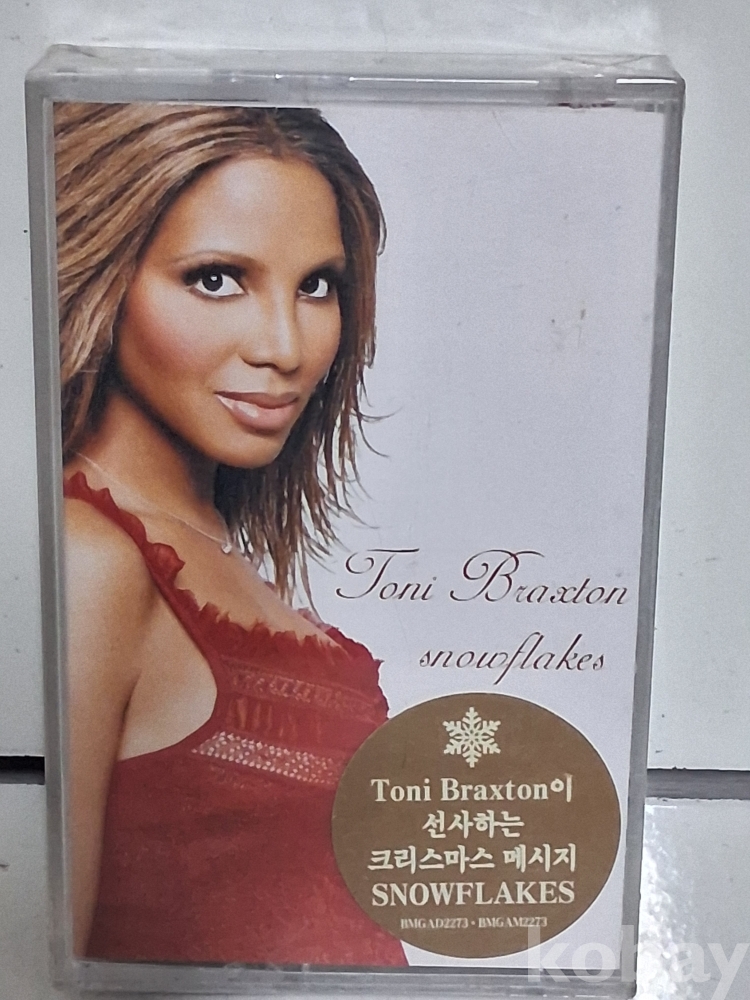 Toni Braxton
snowflakes
Toni Braxton이
선사하는
크리스마스 메시지
SNOWFLAKES
BMGAD2273 • BMGAM2273
kobay